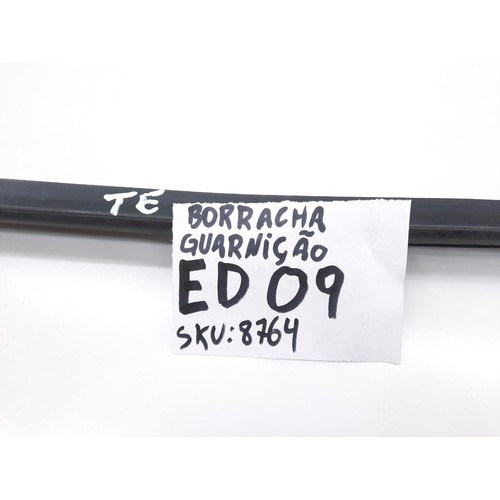 TE
BORRACHA
GUARNIÇÃO
ED 09
SKU: 8764